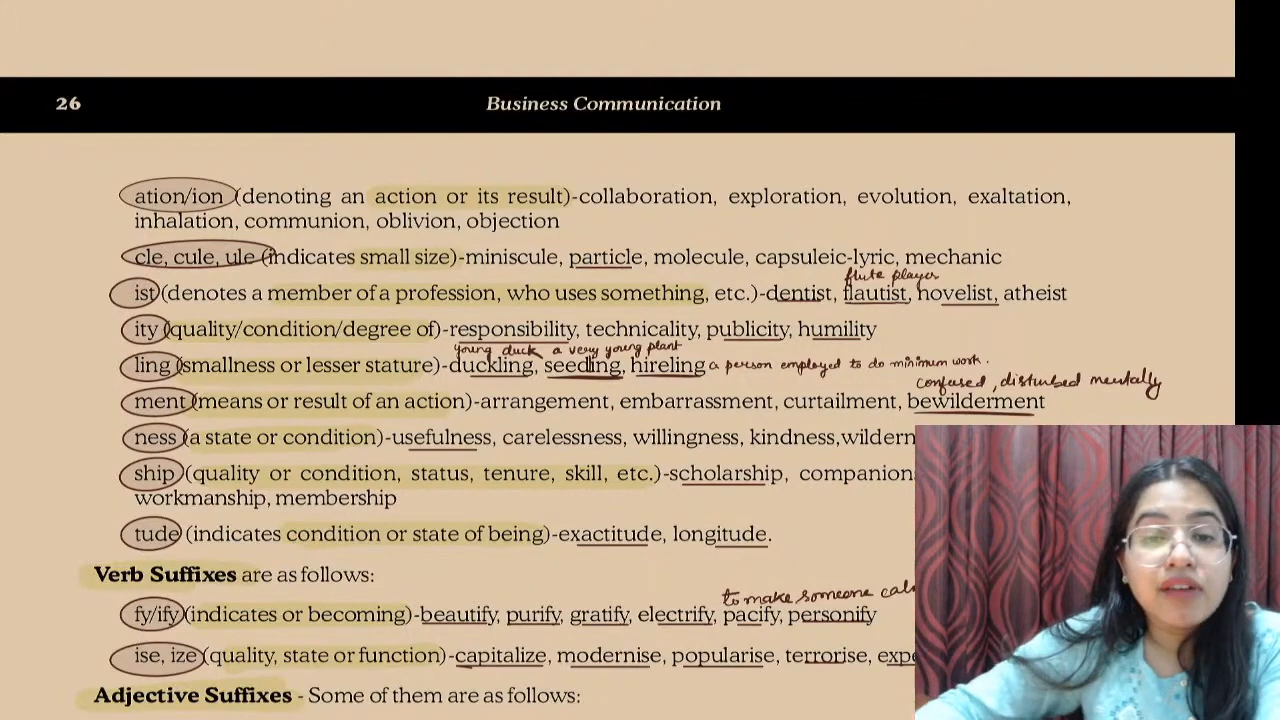 26 Business Communication
ation/ion (denoting an action or its result)-collaboration, exploration, evolution, exaltation,
inhalation, communion, oblivion, objection
cle, cule, ule (indicates small size)-miniscule, particle, molecule, capsuleic-lyric, mechanic
flute player
ist (denotes a member of a profession, who uses something, etc.)-dentist, flautist, hovelist, atheist
ity (quality/condition/degree of)-responsibility, technicality, publicity, humility
young duck a very young plant
ling (smallness or lesser stature)-duckling, seedling, hireling a person employed to do minimum work.
confused, disturbed mentally
ment (means or result of an action)-arrangement, embarrassment, curtailment, bewilderment
ness (a state or condition)-usefulness, carelessness, willingness, kindness,wildern
ship (quality or condition, status, tenure, skill, etc.)-scholarship, companion
workmanship, membership
tude (indicates condition or state of being)-exactitude, longitude.
Verb Suffixes are as follows:
to make someone cal
fy/ify (indicates or becoming)-beautify, purify, gratify, electrify, pacify, personify
ise, ize (quality, state or function)-capitalize, modernise, popularise, terrorise, expe
Adjective Suffixes - Some of them are as follows: